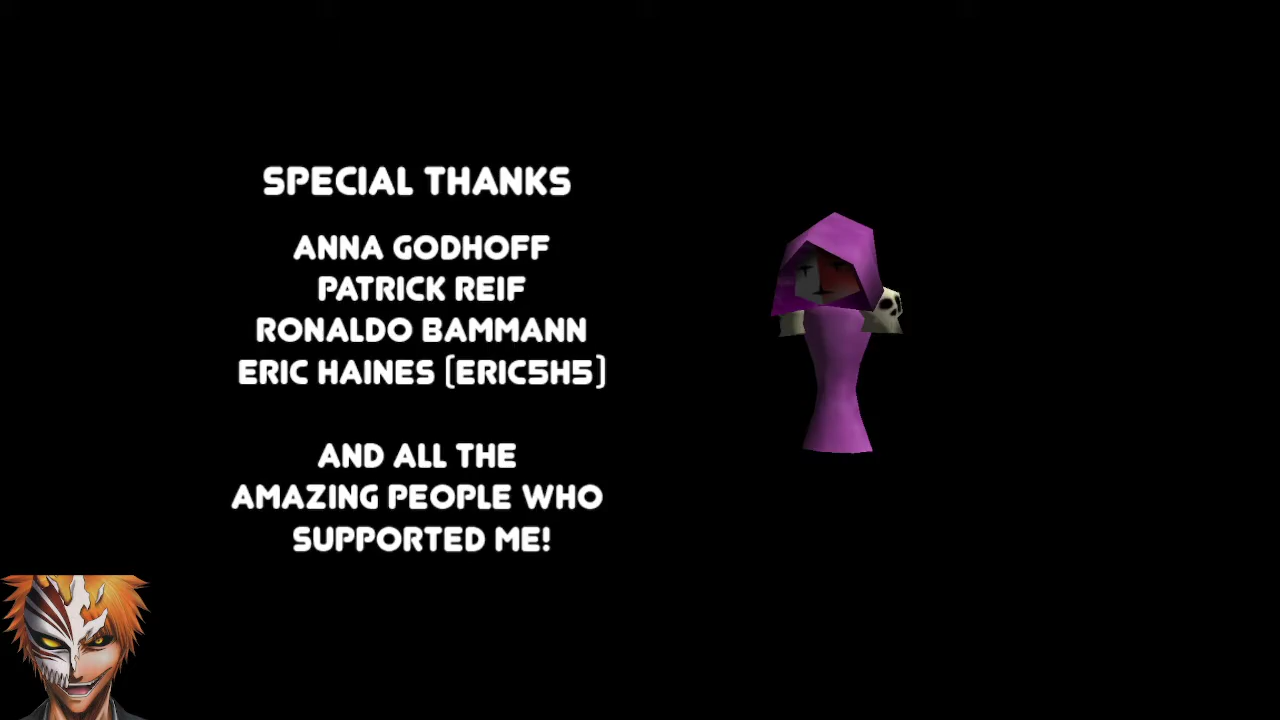 SPECIAL THANKS
ANNA GODHOFF
PATRICK REIF
RONALDO BAMMANN
ERIC HAINES (ERIC5H5)
AND ALL THE
AMAZING PEOPLE WHO
SUPPORTED ME!